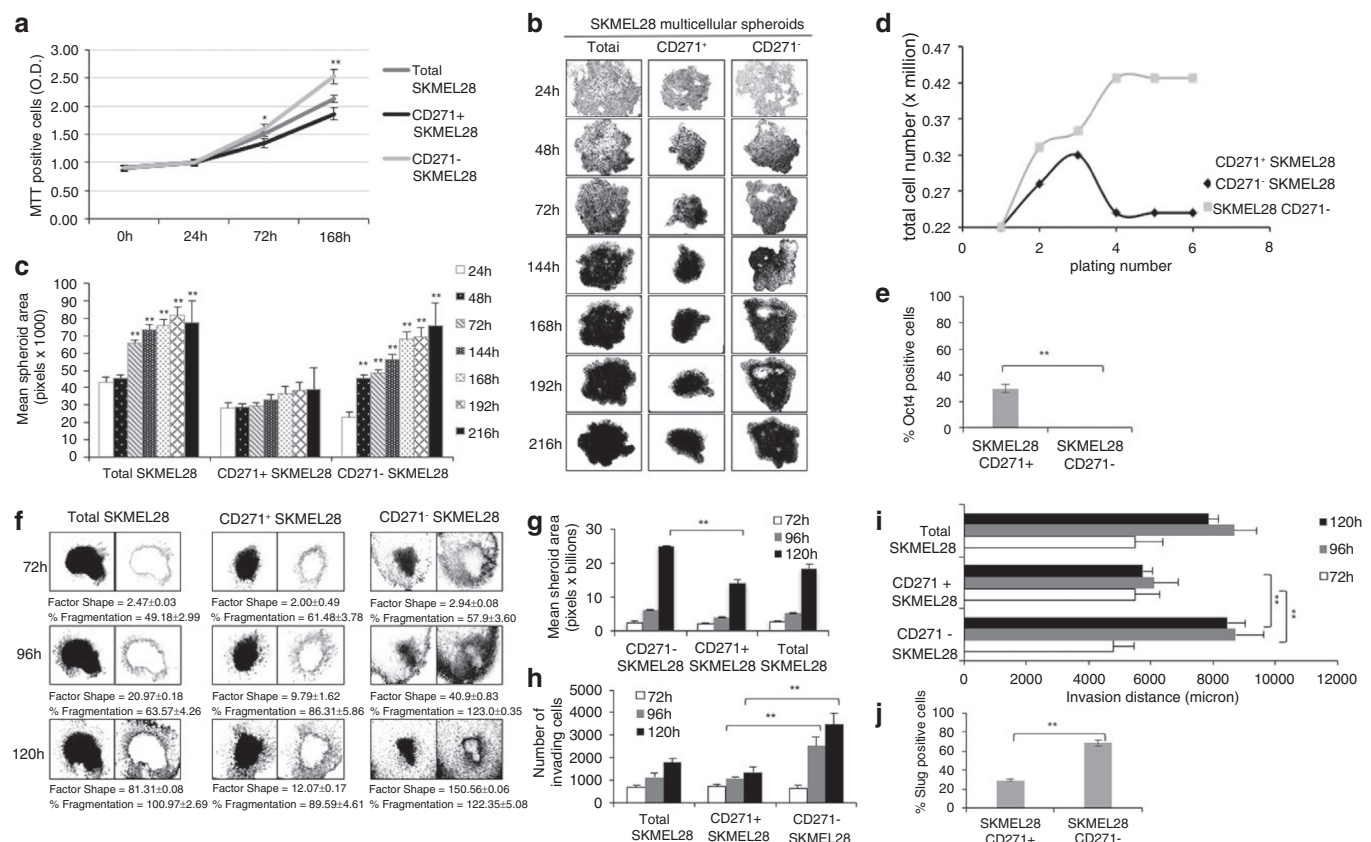 a
MTT positive cells (O.D.)
3.00
2.50
2.00
1.50
1.00
0.50
0.00
0h 24h 72h 168h
*
**
Total
SKMEL28
CD271+
SKMEL28
CD271-
SKMEL28
b
SKMEL28 multicellular spheroids
Total CD271+ CD271-
24h
48h
72h
144h
168h
192h
216h
c
Mean spheroid area
(pixels x 1000)
100
90
80
70
60
50
40
30
20
10
0
** ** ** ** **
** ** ** ** ** **
Total SKMEL28 CD271+ SKMEL28 CD271- SKMEL28
24h
48h
72h
144h
168h
192h
216h
d
total cell number (x million)
0.47
0.42
0.37
0.32
0.27
0.22
0 2 4 6 8
plating number
CD271+ SKMEL28
CD271- SKMEL28
SKMEL28 CD271-
e
% Oct4 positive cells
100
80
60
40
20
0
**
SKMEL28 SKMEL28
CD271+ CD271-
f
Total SKMEL28 CD271+ SKMEL28 CD271- SKMEL28
72h
Factor Shape = 2.47±0.03 Factor Shape = 2.00±0.49 Factor Shape = 2.94±0.08
% Fragmentation = 49.18±2.99 % Fragmentation = 61.48±3.78 % Fragmentation = 57.9±3.60
96h
Factor Shape = 20.97±0.18 Factor Shape = 9.79±1.62 Factor Shape = 40.9±0.83
% Fragmentation = 63.57±4.26 % Fragmentation = 86.31±5.86 % Fragmentation = 123.0±0.35
120h
Factor Shape = 81.31±0.08 Factor Shape = 12.07±0.17 Factor Shape = 150.56±0.06
% Fragmentation = 100.97±2.69 % Fragmentation = 89.59±4.61 % Fragmentation = 122.35±5.08
g
Mean sheroid area
(pixels x billions)
30
20
10
0
**
72h
96h
120h
CD271- CD271+ Total
SKMEL28 SKMEL28 SKMEL28
h
Number of
invading cells
5000
4000
3000
2000
1000
0
72h
96h
120h
**
**
Total CD271+ CD271-
SKMEL28 SKMEL28 SKMEL28
i
Total
SKMEL28
CD271 +
SKMEL28
CD271 -
SKMEL28
**
**
120h
96h
72h
0 2000 4000 6000 8000 10000 12000
Invasion distance (micron)
j
% Slug positive cells
100
80
60
40
20
0
**
SKMEL28 SKMEL28
CD271+ CD271-